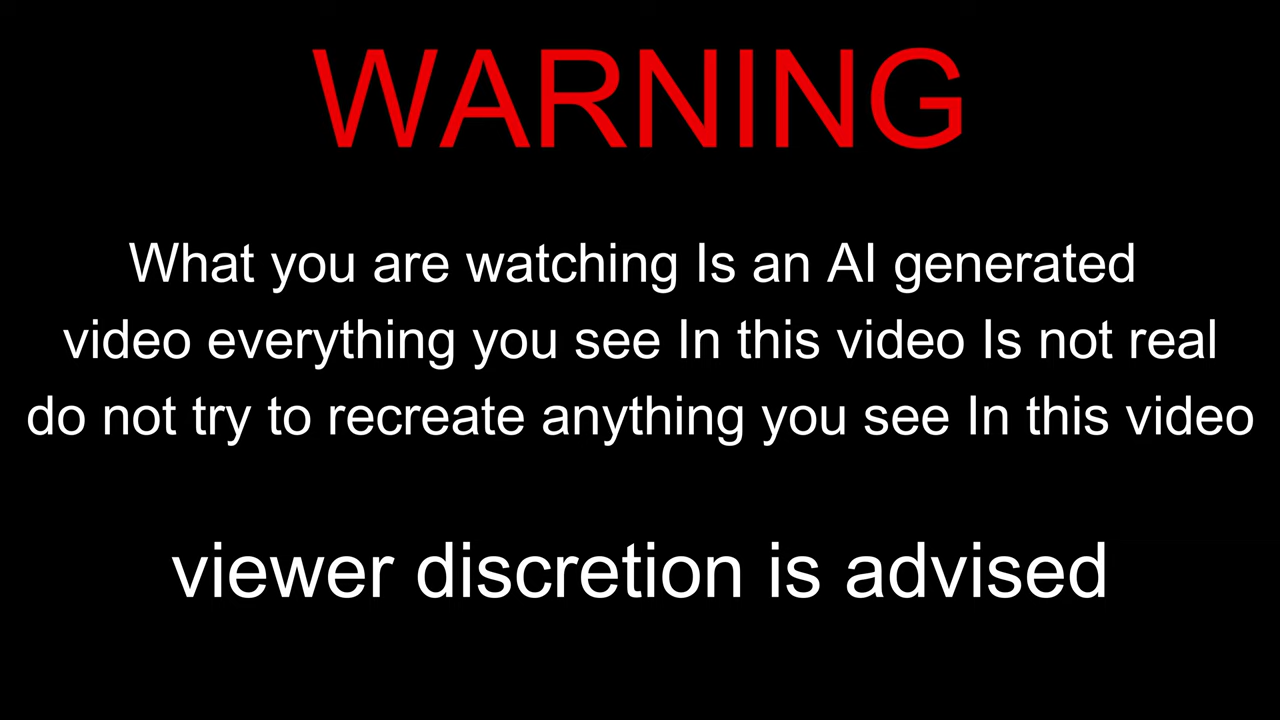 WARNING
What you are watching Is an AI generated
video everything you see In this video Is not real
do not try to recreate anything you see In this video
viewer discretion is advised